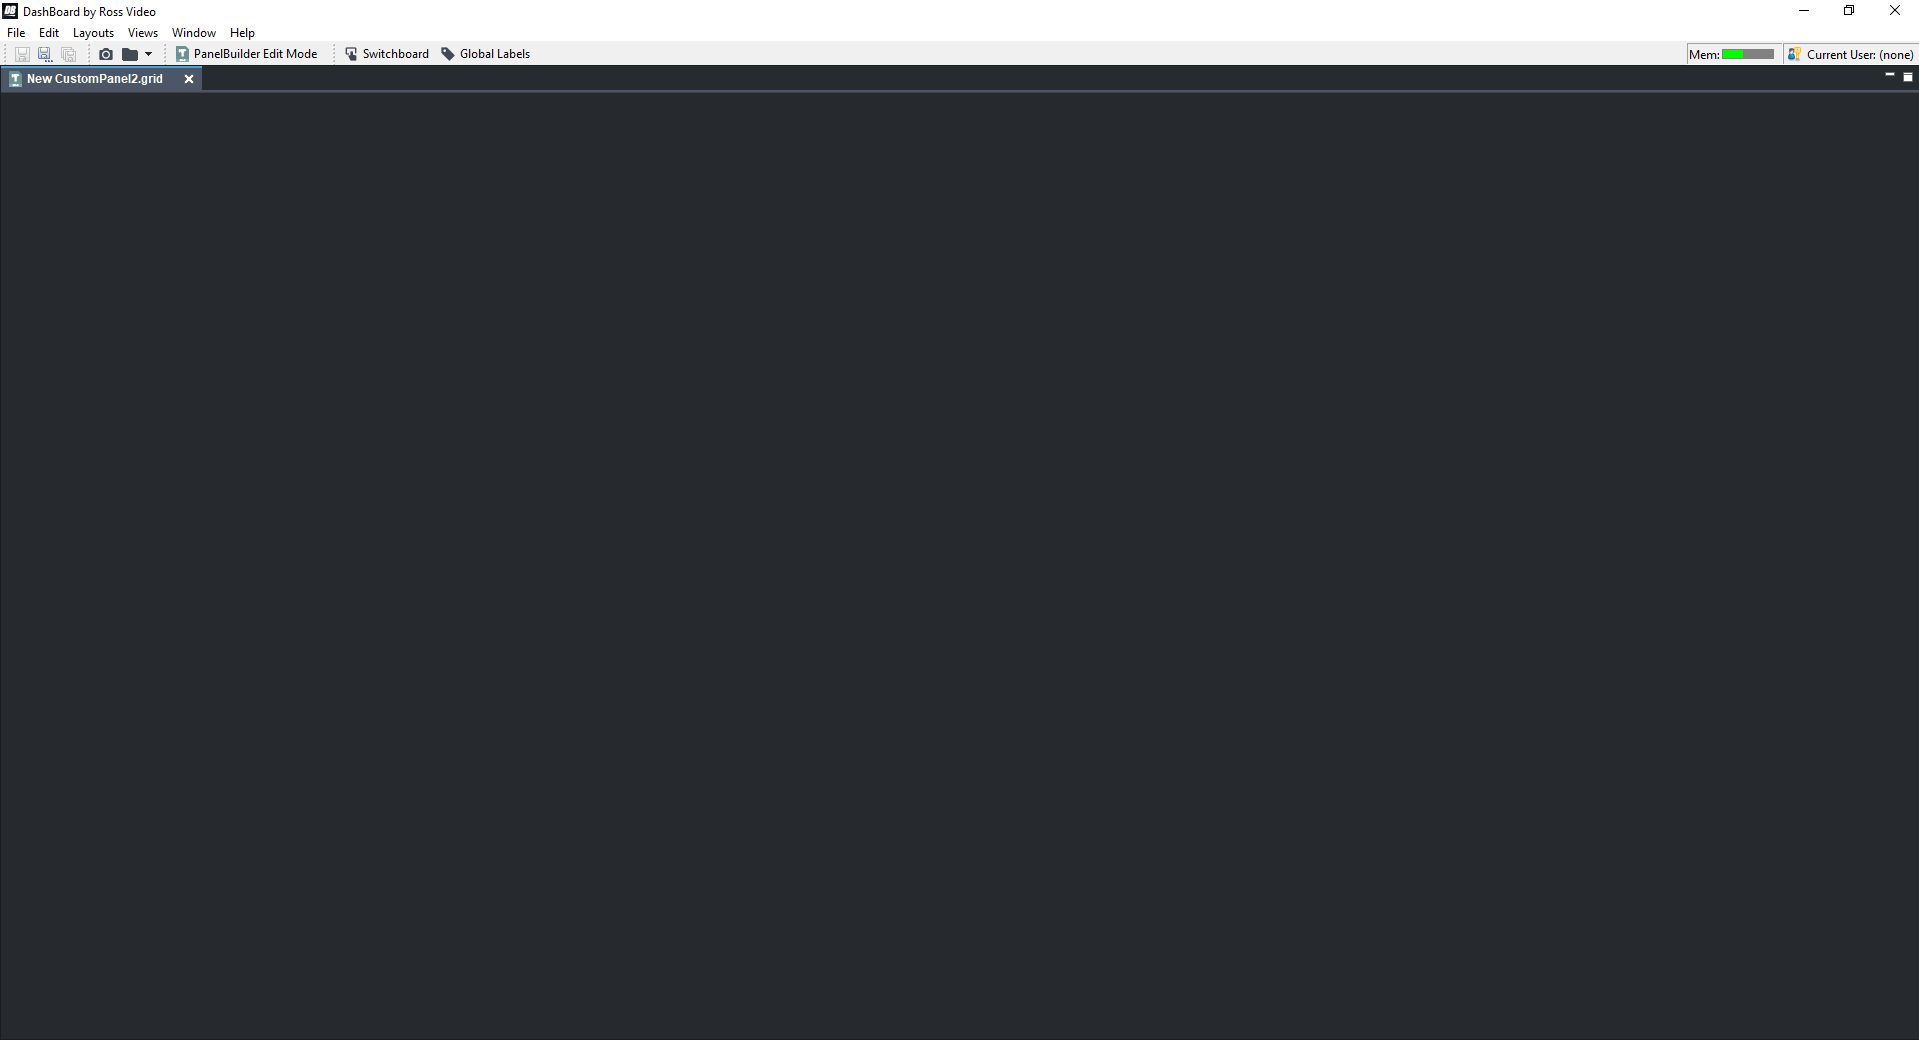 DB DashBoard by Ross Video
File Edit Layouts Views Window Help
PanelBuilder Edit Mode Switchboard Global Labels Mem: Current User: (none)
New CustomPanel2.grid